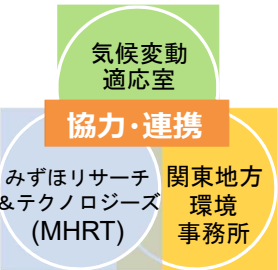 気候変動
適応室
協力・連携
みずほリサーチ
&テクノロジーズ
(MHRT)
関東地方
環境
事務所